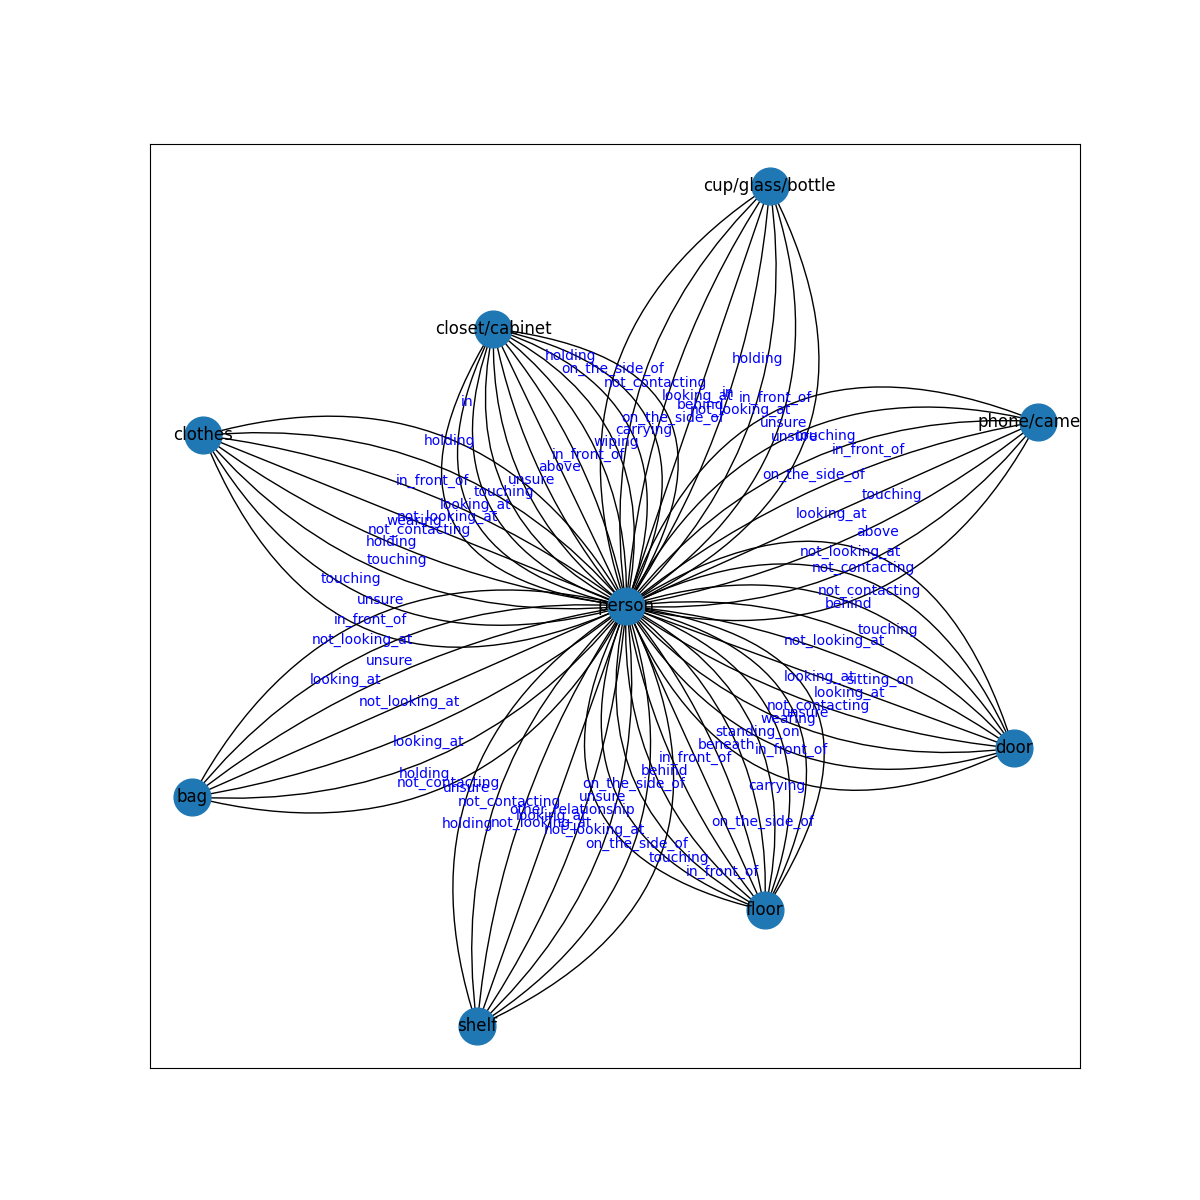 cup/glass/bottle
closet/cabinet
holding
on_the_side_of
holding
not_contacting
looking_at
in
in
behind
in_front_of
not_looking_at
on_the_side_of
unsure
phone/came
carrying
clothes
unsure
touching
holding
wiping
in_front_of
in_front_of
above
on_the_side_of
in_front_of
unsure
touching
touching
looking_at
looking_at
not_looking_at
wearing
not_contacting
above
holding
not_looking_at
touching
not_contacting
touching
not_contacting
unsure
behind
person
in_front_of
touching
not_looking_at
not_looking_at
unsure
looking_at
looking_at
sitting_on
looking_at
not_looking_at
not_contacting
unsure
wearing
standing_on
looking_at
beneath
in_front_of
door
in_front_of
behind
holding
not_contacting
on_the_side_of
carrying
unsure
bag
unsure
not_contacting
other_relationship
looking_at
holding
not_looking_at
on_the_side_of
not_looking_at
on_the_side_of
touching
in_front_of
floor
shelf